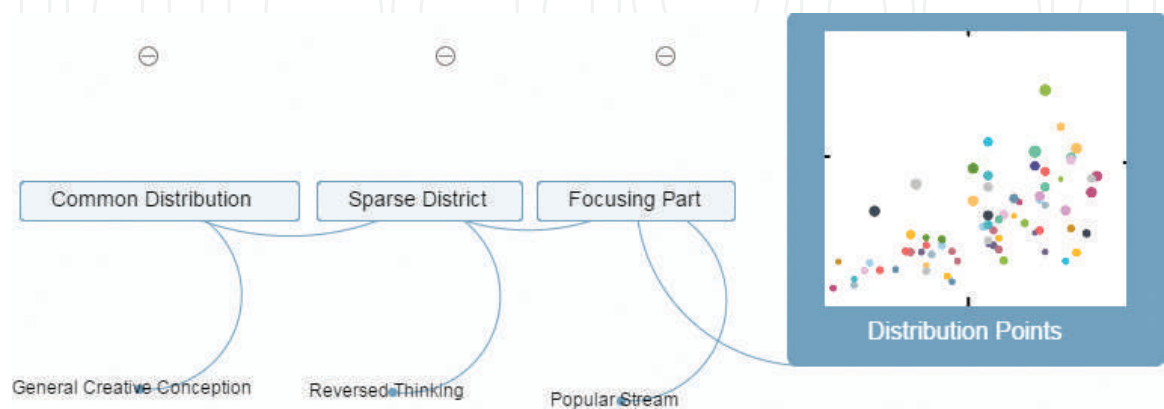 Common Distribution
Sparse District
Focusing Part
Distribution Points
General Creative Conception
Reversed Thinking
Popular Stream